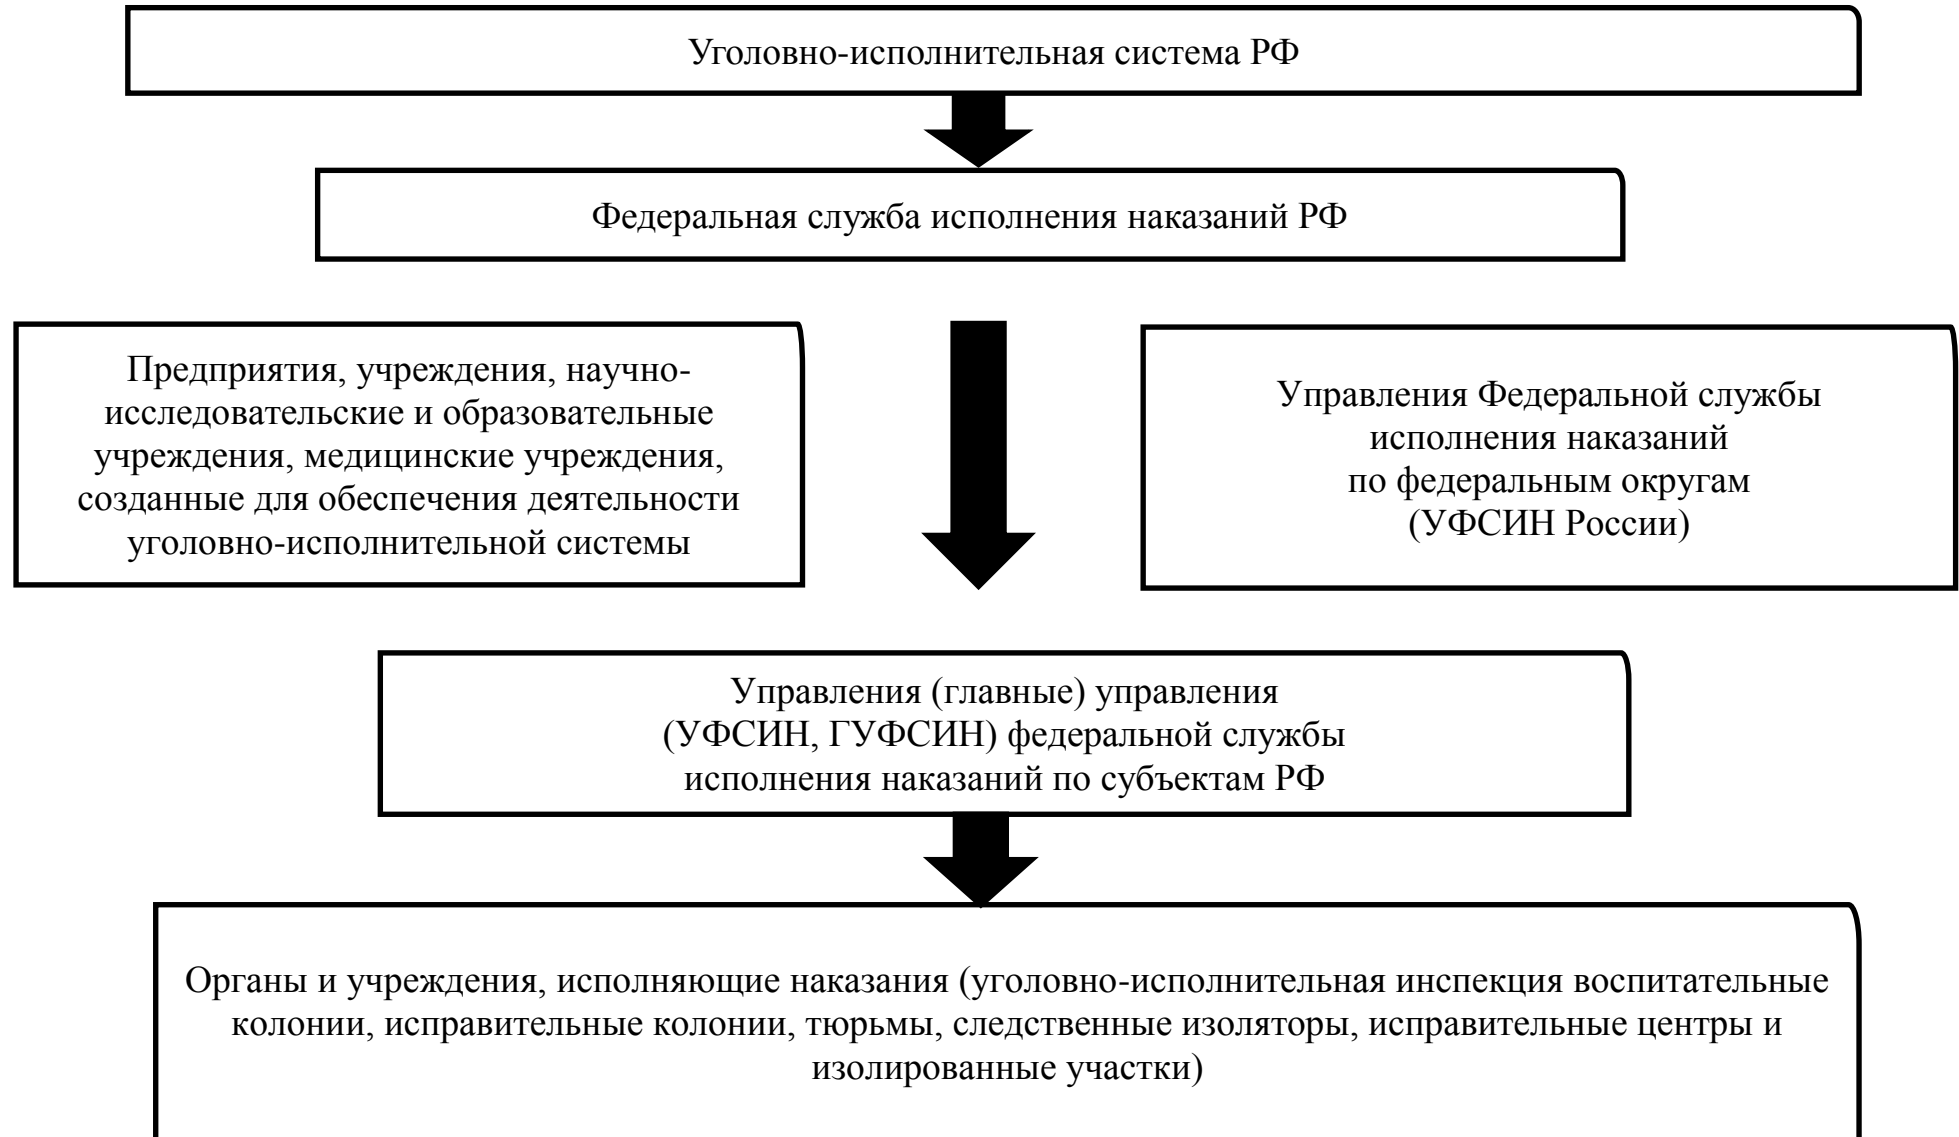 Уголовно-исполнительная система РФ
Федеральная служба исполнения наказаний РФ
Предприятия, учреждения, научно-
исследовательские и образовательные
учреждения, медицинские учреждения,
созданные для обеспечения деятельности
уголовно-исполнительной системы
Управления Федеральной службы
исполнения наказаний
по федеральным округам
(УФСИН России)
Управления (главные) управления
(УФСИН, ГУФСИН) федеральной службы
исполнения наказаний по субъектам РФ
Органы и учреждения, исполняющие наказания (уголовно-исполнительная инспекция воспитательные
колонии, исправительные колонии, тюрьмы, следственные изоляторы, исправительные центры и
изолированные участки)